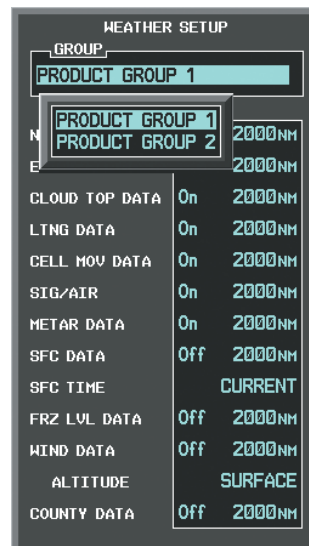 WEATHER SETUP
GROUP
PRODUCT GROUP 1
PRODUCT GROUP 1
PRODUCT GROUP 2
N 2000NM
E 2000NM
CLOUD TOP DATA On 2000NM
LTNG DATA On 2000NM
CELL MOV DATA On 2000NM
SIG/AIR On 2000NM
METAR DATA On 2000NM
SFC DATA Off 2000NM
SFC TIME CURRENT
FRZ LVL DATA Off 2000NM
WIND DATA Off 2000NM
ALTITUDE SURFACE
COUNTY DATA Off 2000NM